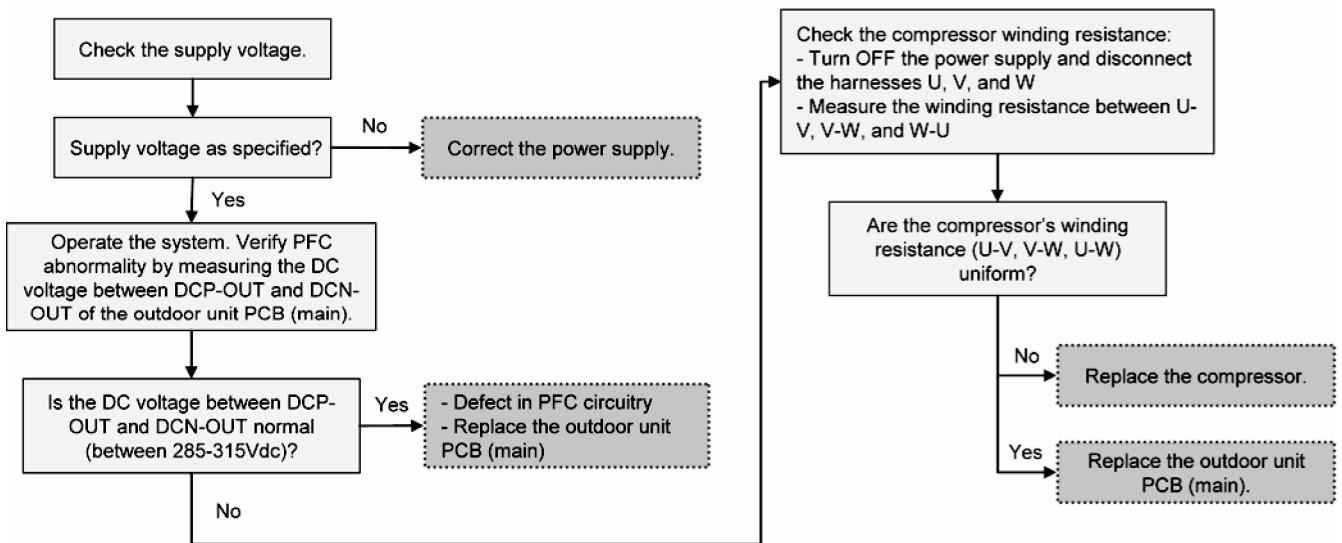 Check the supply voltage.
Supply voltage as specified?
No
Correct the power supply.
Yes
Operate the system. Verify PFC
abnormality by measuring the DC
voltage between DCP-OUT and DCN-
OUT of the outdoor unit PCB (main).
Is the DC voltage between DCP-
OUT and DCN-OUT normal
(between 285-315Vdc)?
Yes
- Defect in PFC circuitry
- Replace the outdoor unit
PCB (main)
No
Check the compressor winding resistance:
- Turn OFF the power supply and disconnect
the harnesses U, V, and W
- Measure the winding resistance between U-
V, V-W, and W-U
Are the compressor's winding
resistance (U-V, V-W, U-W)
uniform?
No
Replace the compressor.
Yes
Replace the outdoor unit
PCB (main).